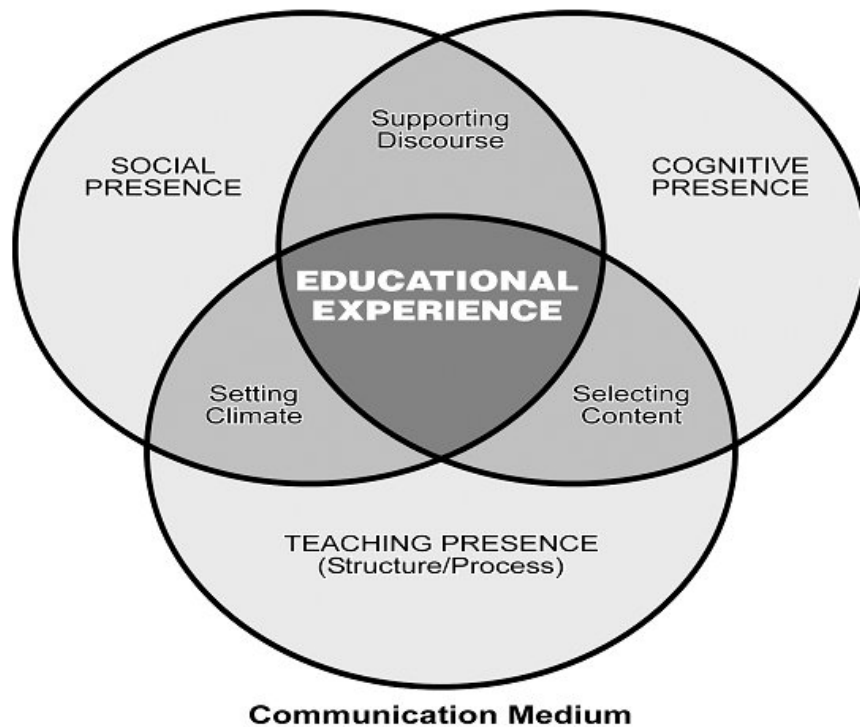 Supporting
Discourse
SOCIAL
PRESENCE
COGNITIVE
PRESENCE
EDUCATIONAL
EXPERIENCE
Setting
Climate
Selecting
Content
TEACHING PRESENCE
(Structure/Process)
Communication Medium